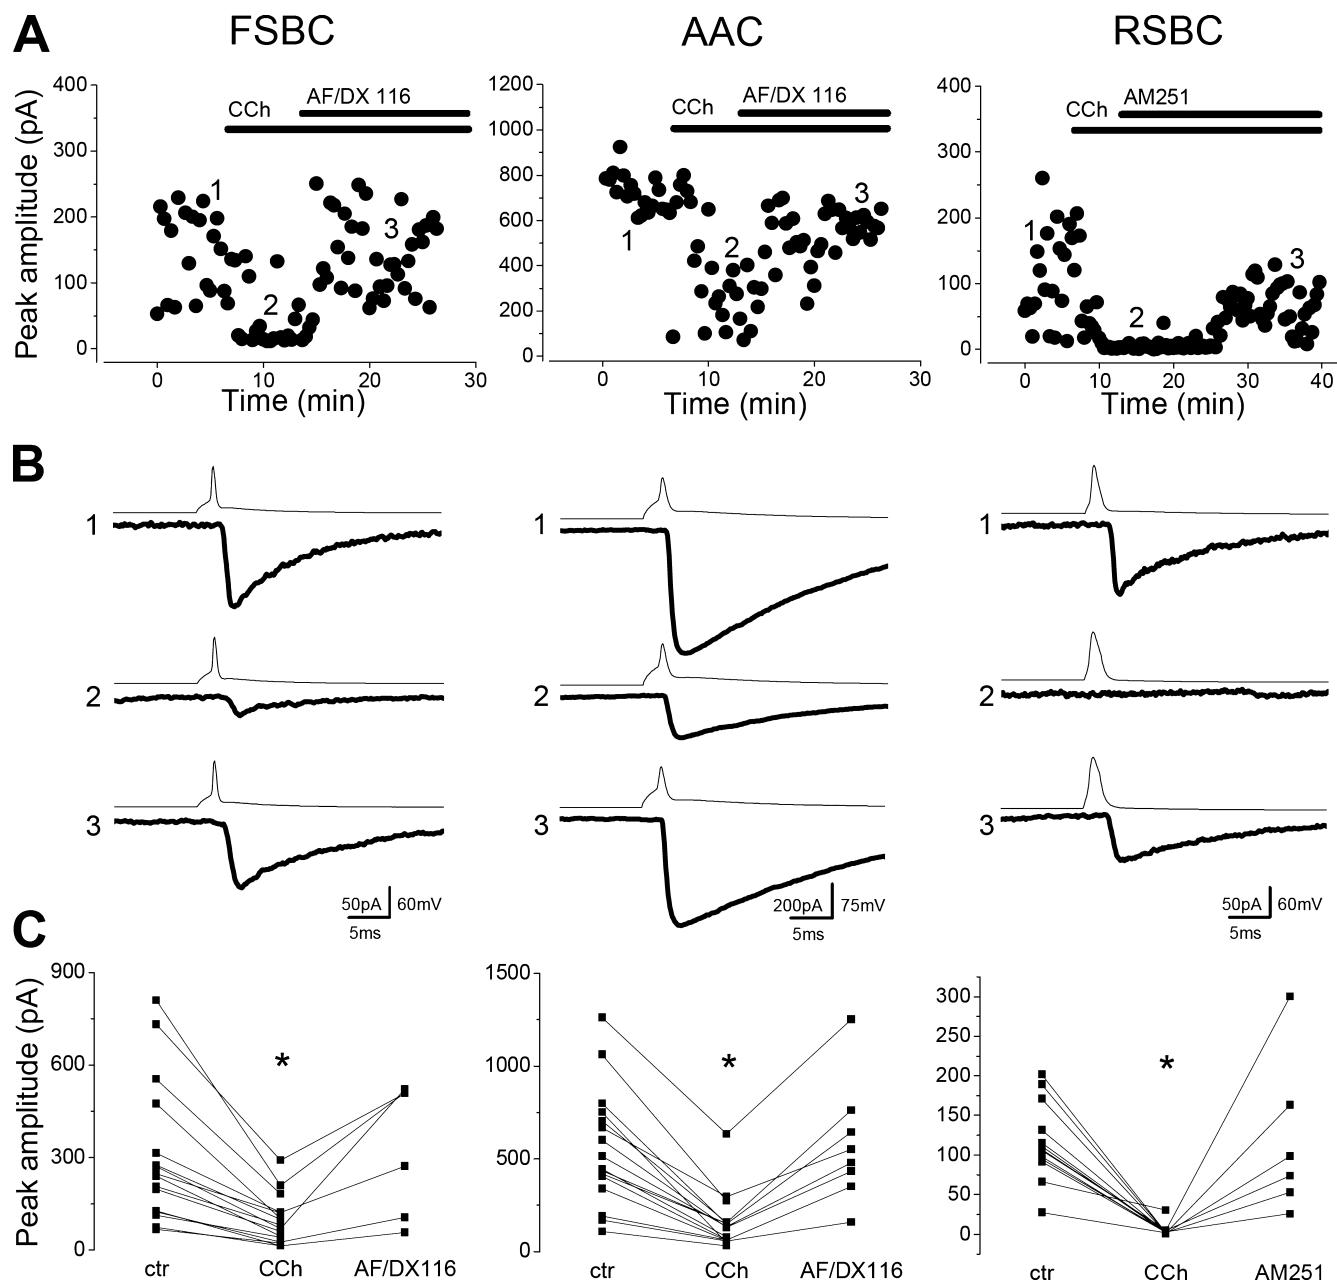 A
FSBC
AAC
RSBC
Peak amplitude (pA)
400
300
200
100
0
CCh
AF/DX 116
1
2
3
0
10
20
30
Time (min)
1200
1000
800
600
400
200
0
CCh
AF/DX 116
1
2
3
0
10
20
30
Time (min)
400
300
200
100
0
CCh
AM251
1
2
3
0
10
20
30
40
Time (min)
B
1
1
1
2
2
2
3
3
3
50pA
60mV
5ms
200pA
75mV
5ms
50pA
60mV
5ms
C
Peak amplitude (pA)
900
600
300
0
*
ctr
CCh
AF/DX116
1500
1000
500
0
*
ctr
CCh
AF/DX116
300
250
200
150
100
50
0
*
ctr
CCh
AM251